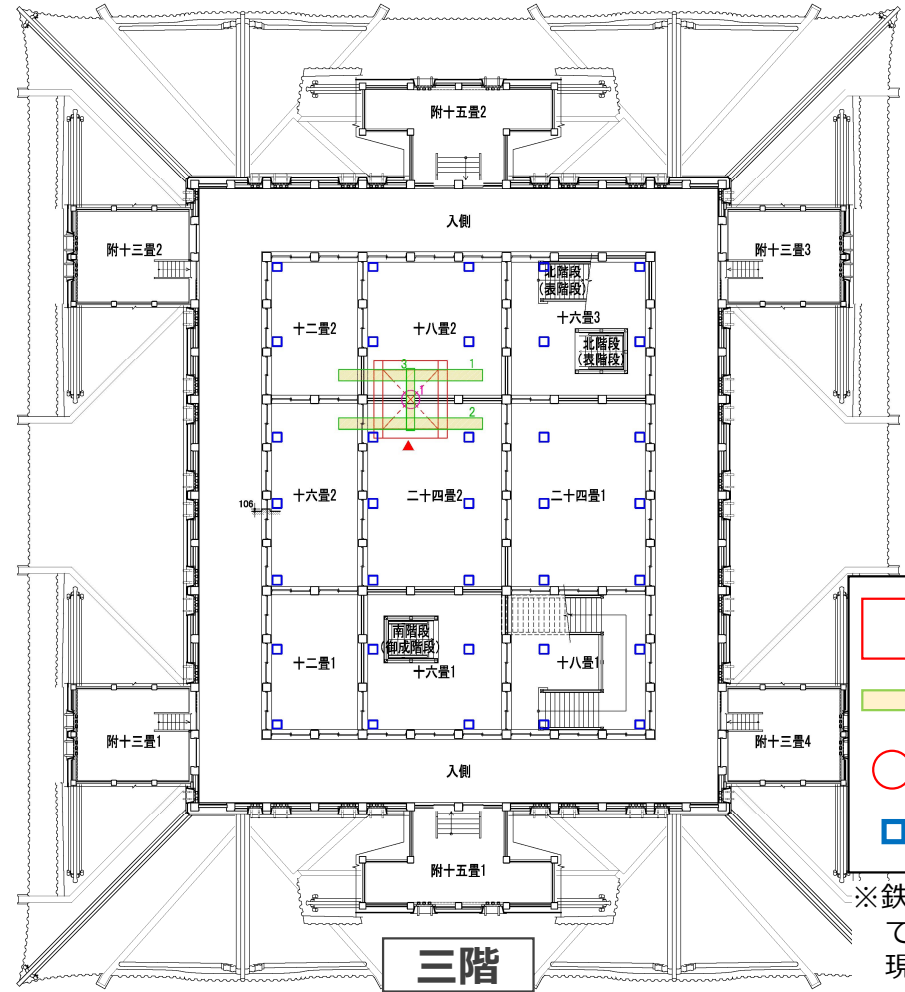 附十五畳2
入側
附十三畳2
附十三畳3
北階段
(表階段)
十二畳2
十八畳2
十六畳3
北階段
(表階段)
3
1
1
2
十六畳2
二十四畳2
二十四畳1
106
南階段
(御成階段)
十二畳1
十六畳1
十八畳1
附十三畳1
附十三畳4
入側
附十五畳1
三階
※鉄
て
現